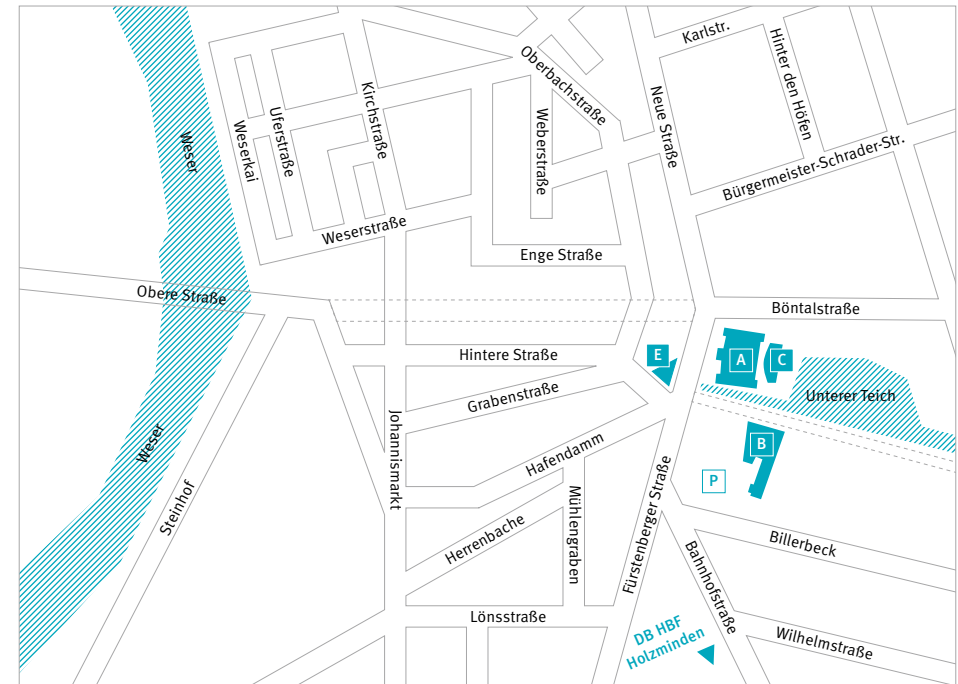 Karlstr.
Hinter den Höfen
Oberbachstraße
Neue Straße
Kirchstraße
Uferstraße
Weserkai
Weser
Weberstraße
Bürgermeister-Schrader-Str.
Weserstraße
Enge Straße
Obere Straße
Böntalstraße
Hintere Straße
E
A
C
Unterer Teich
Grabenstraße
Johannismarkt
Hafendamm
B
P
Weser
Steinhof
Herrenbache
Mühlengraben
Fürstenberger Straße
Billerbeck
Bahnhofstraße
Lönsstraße
DB HBF
Holzminden
Wilhelmstraße